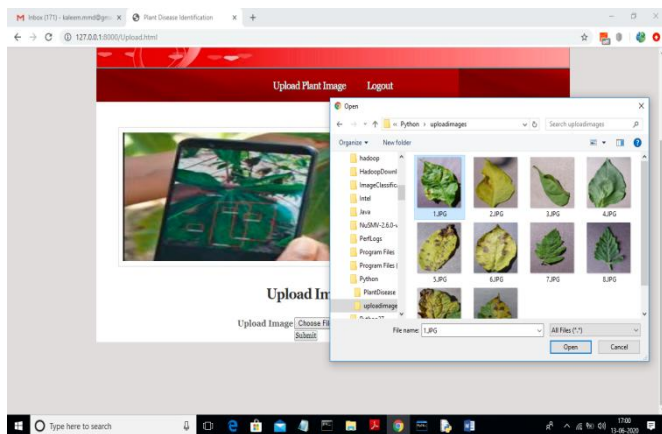 Inbox (171) - kaleem.mmd@gm
Plant Disease Identification
127.0.0.1:8000/Upload.html
Upload Plant Image
Logout
Open
« Python > uploadimages
Search uploadimages
Organize
New folder
hadoop
HadoopDownl
ImageClassific
Intel
Java
NuSMV-2.6.0-
PerfLogs
Program Files
Program Files (
Python
PlantDisease
uploadimage
1.JPG
2.JPG
3.JPG
4.JPG
5.JPG
6.JPG
7.JPG
8.JPG
File name: 1.JPG
All Files (*.*)
Open
Cancel
Upload Im
Upload Image Choose Fil
Submit
Type here to search
17:00
13-06-2020